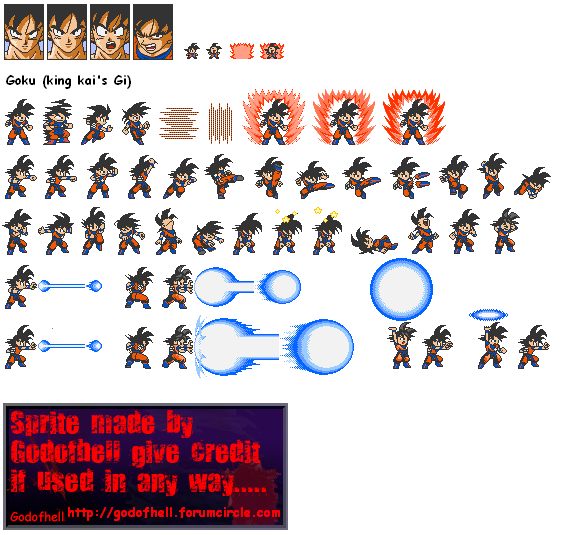 Goku (king kai's Gi)
Sprite made by
Godofhell give credit
if used in any way.....
Godofhell http://godofhell.forumcircle.com